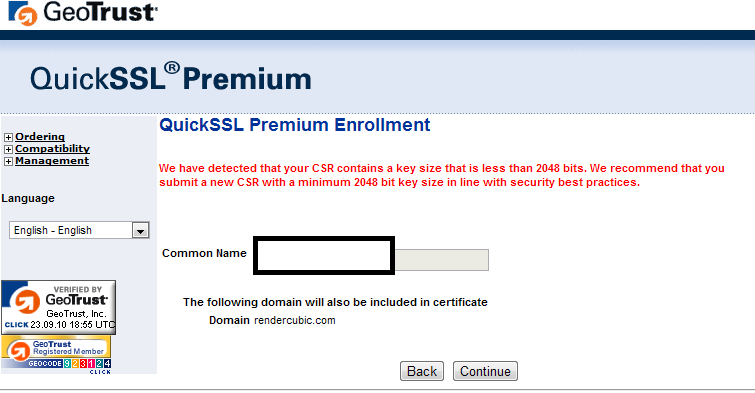 GeoTrust
QuickSSL® Premium
QuickSSL Premium Enrollment
Ordering
Compatibility
Management
We have detected that your CSR contains a key size that is less than 2048 bits. We recommend that you
submit a new CSR with a minimum 2048 bit key size in line with security best practices.
Language
English - English
Common Name
The following domain will also be included in certificate
Domain rendercubic.com
VERIFIED BY
GeoTrust
GeoTrust, Inc.
CLICK 23.09.10 18:55 UTC
GeoTrust
Registered Member
GEOCODE 9 2 3 1 2 4
CLICK
Back Continue